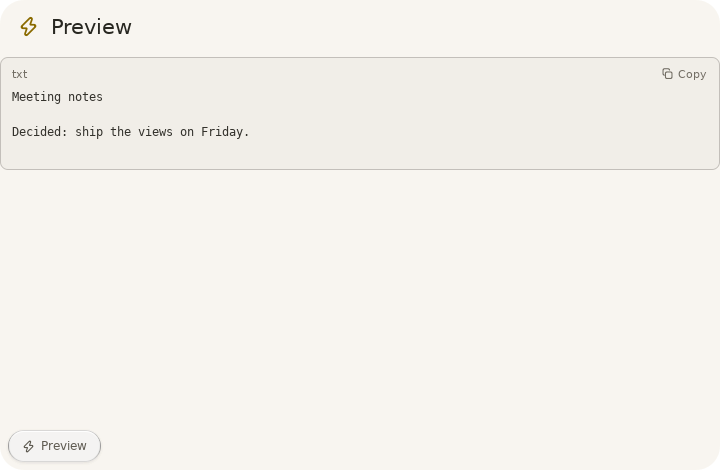 Preview
txt
Copy
Meeting notes
Decided: ship the views on Friday.
Preview